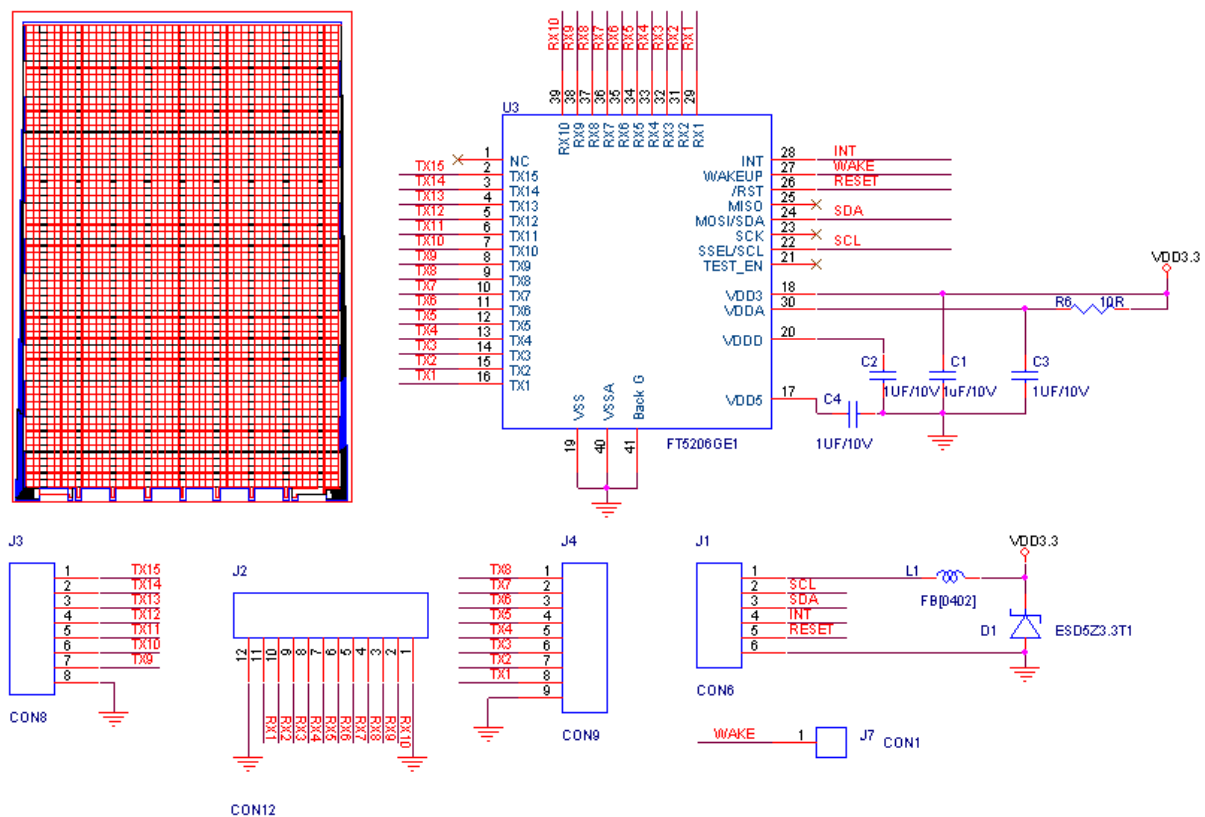 RX10
RX9
RX8
RX7
RX6
RX5
RX4
RX3
RX2
RX1
39
38
37
36
35
34
33
32
31
29
U3
RX10
RX9
RX8
RX7
RX6
RX5
RX4
RX3
RX2
RX1
1 NC
TX15 2 TX15
TX14 3 TX14
TX13 4 TX13
TX12 5 TX12
TX11 6 TX11
TX10 7 TX10
TX9 8 TX9
TX8 9 TX8
TX7 10 TX7
TX6 11 TX6
TX5 12 TX5
TX4 13 TX4
TX3 14 TX3
TX2 15 TX2
TX1 16 TX1
INT 28 INT
WAKEUP 27 WAKE
/RST 26 RESET
MISO 25
MOSI/SDA 24 SDA
SCK 23
SSEL/SCL 22 SCL
TEST_EN 21
VDD3 18
VDDA 30
VDDD 20
VDD5 17
VDD3.3
R6 10R
C2
1UF/10V
C1
1uF/10V
C3
1UF/10V
C4
1UF/10V
VSS
VSSA
Back G
19
40
41
FT5206GE1
J3
1 TX15
2 TX14
3 TX13
4 TX12
5 TX11
6 TX10
7 TX9
8
CON8
J2
12
11
10
9
8
7
6
5
4
3
2
1
RX1
RX2
RX3
RX4
RX5
RX6
RX7
RX8
RX9
RX10
CON12
J4
TX8 1
TX7 2
TX6 3
TX5 4
TX4 5
TX3 6
TX2 7
TX1 8
9
CON9
J1
1
2 SCL
3 SDA
4 INT
5 RESET
6
CON6
L1
FB[0402]
VDD3.3
D1
ESD5Z3.3T1
WAKE 1
J7 CON1